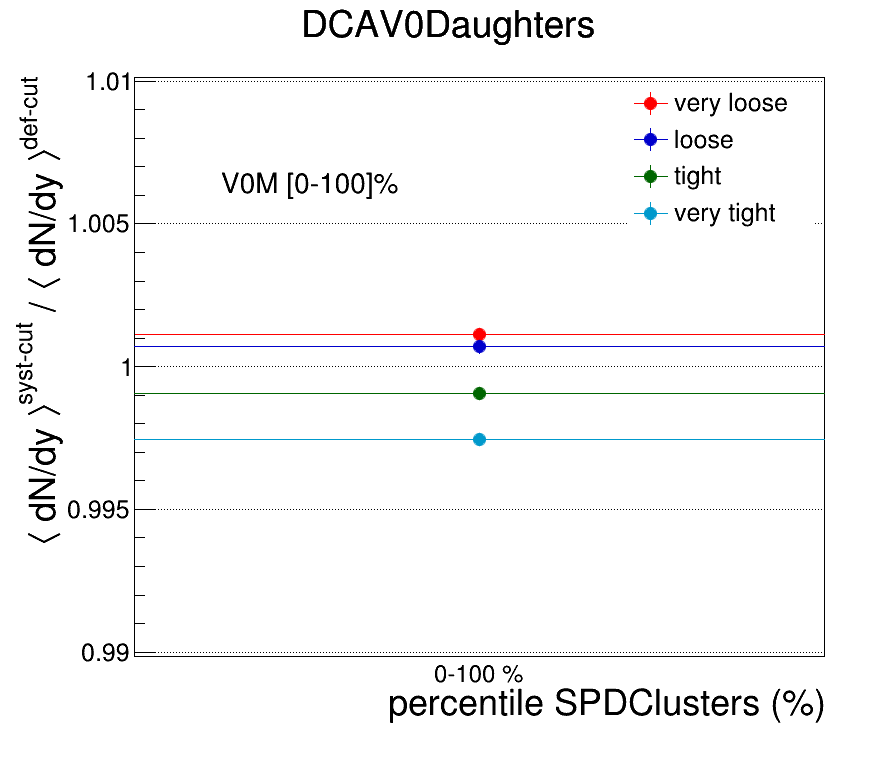 DCAV0Daughters
⟨ dN/dy ⟩^syst-cut / ⟨ dN/dy ⟩^def-cut
1.01
1.005
1
0.995
0.99
V0M [0-100]%
very loose
loose
tight
very tight
0-100 %
percentile SPDClusters (%)